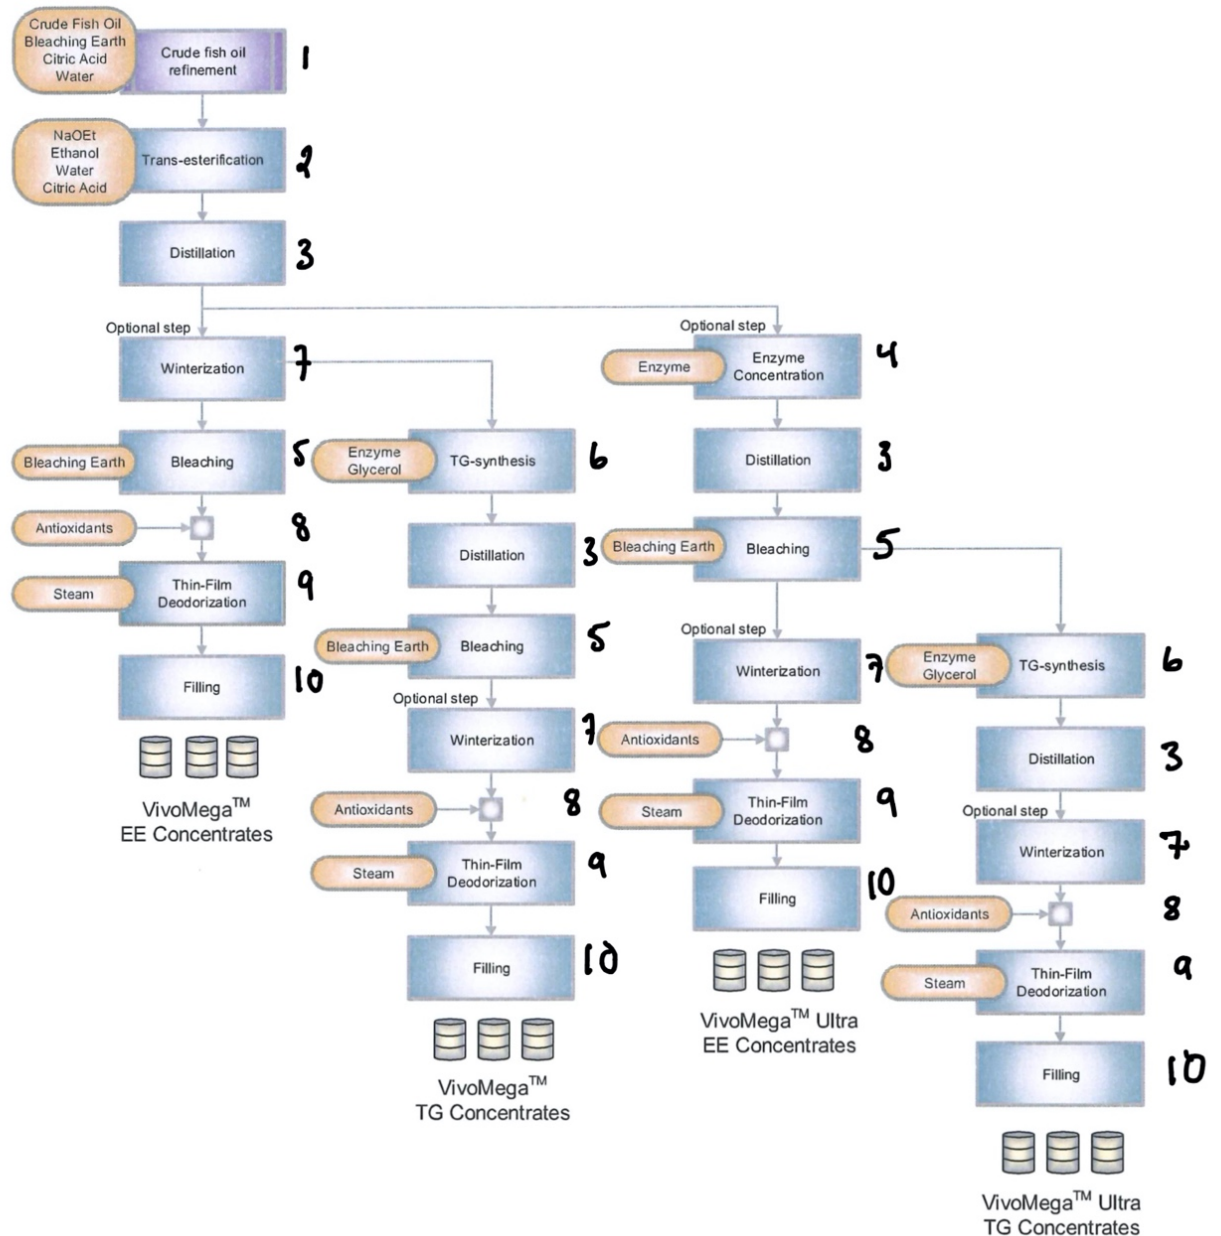 Crude Fish Oil
Bleaching Earth
Citric Acid
Water
Crude fish oil
refinement
1
NaOEt
Ethanol
Water
Citric Acid
Trans-esterification
2
Distillation
3
Optional step
Winterization
7
Bleaching Earth
Bleaching
5
Antioxidants
8
Steam
Thin-Film
Deodorization
9
Filling
10
VivoMega™
EE Concentrates
Enzyme
Glycerol
TG-synthesis
6
Distillation
3
Bleaching Earth
Bleaching
5
Optional step
Winterization
7
Antioxidants
8
Steam
Thin-Film
Deodorization
9
Filling
10
VivoMega™
TG Concentrates
Optional step
Enzyme
Enzyme
Concentration
4
Distillation
3
Bleaching Earth
Bleaching
5
Optional step
Winterization
7
Antioxidants
8
Steam
Thin-Film
Deodorization
9
Filling
10
VivoMega™ Ultra
EE Concentrates
Enzyme
Glycerol
TG-synthesis
6
Distillation
3
Optional step
Winterization
7
Antioxidants
8
Steam
Thin-Film
Deodorization
9
Filling
10
VivoMega™ Ultra
TG Concentrates